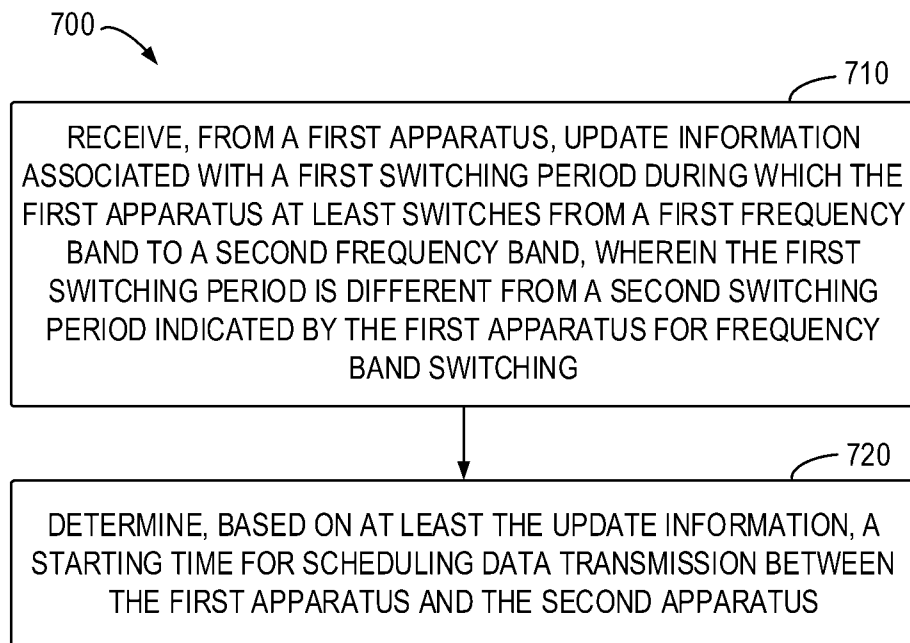 700
710
RECEIVE, FROM A FIRST APPARATUS, UPDATE INFORMATION
ASSOCIATED WITH A FIRST SWITCHING PERIOD DURING WHICH THE
FIRST APPARATUS AT LEAST SWITCHES FROM A FIRST FREQUENCY
BAND TO A SECOND FREQUENCY BAND, WHEREIN THE FIRST
SWITCHING PERIOD IS DIFFERENT FROM A SECOND SWITCHING
PERIOD INDICATED BY THE FIRST APPARATUS FOR FREQUENCY
BAND SWITCHING
720
DETERMINE, BASED ON AT LEAST THE UPDATE INFORMATION, A
STARTING TIME FOR SCHEDULING DATA TRANSMISSION BETWEEN
THE FIRST APPARATUS AND THE SECOND APPARATUS